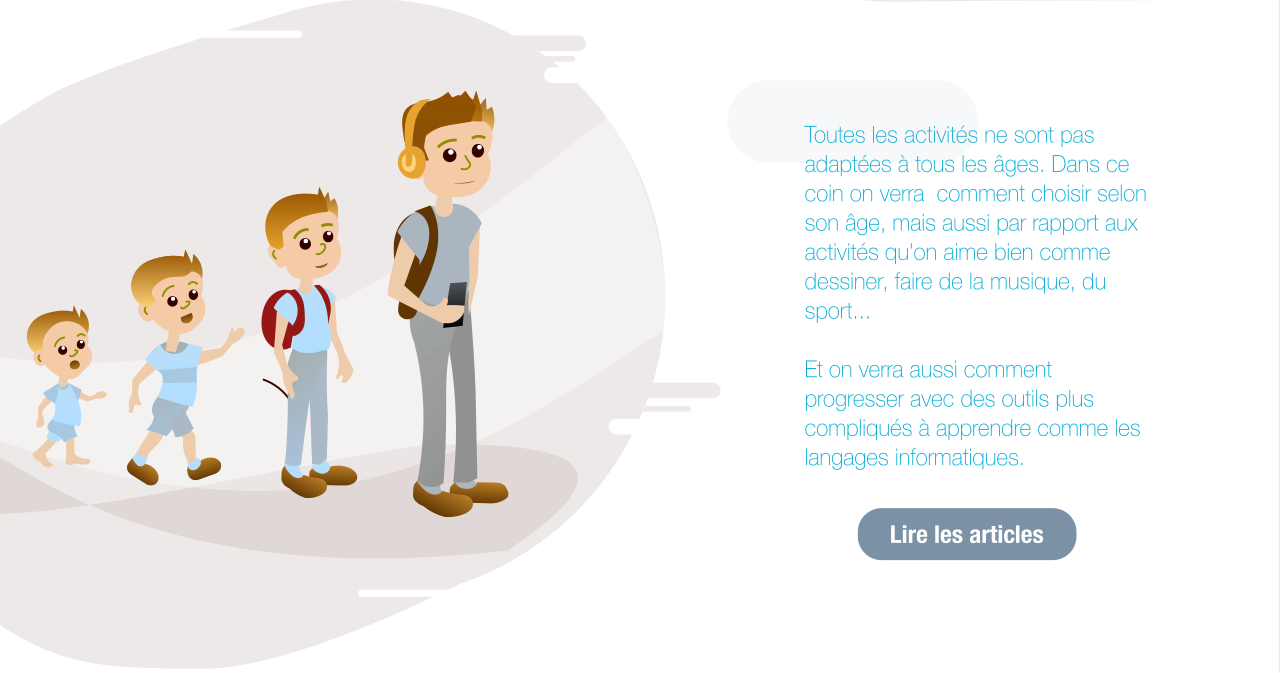 Toutes les activités ne sont pas
adaptées à tous les âges. Dans ce
coin on verra  comment choisir selon
son âge, mais aussi par rapport aux
activités qu'on aime bien comme
dessiner, faire de la musique, du
sport...
Et on verra aussi comment
progresser avec des outils plus
compliqués à apprendre comme les
langages informatiques.
Lire les articles